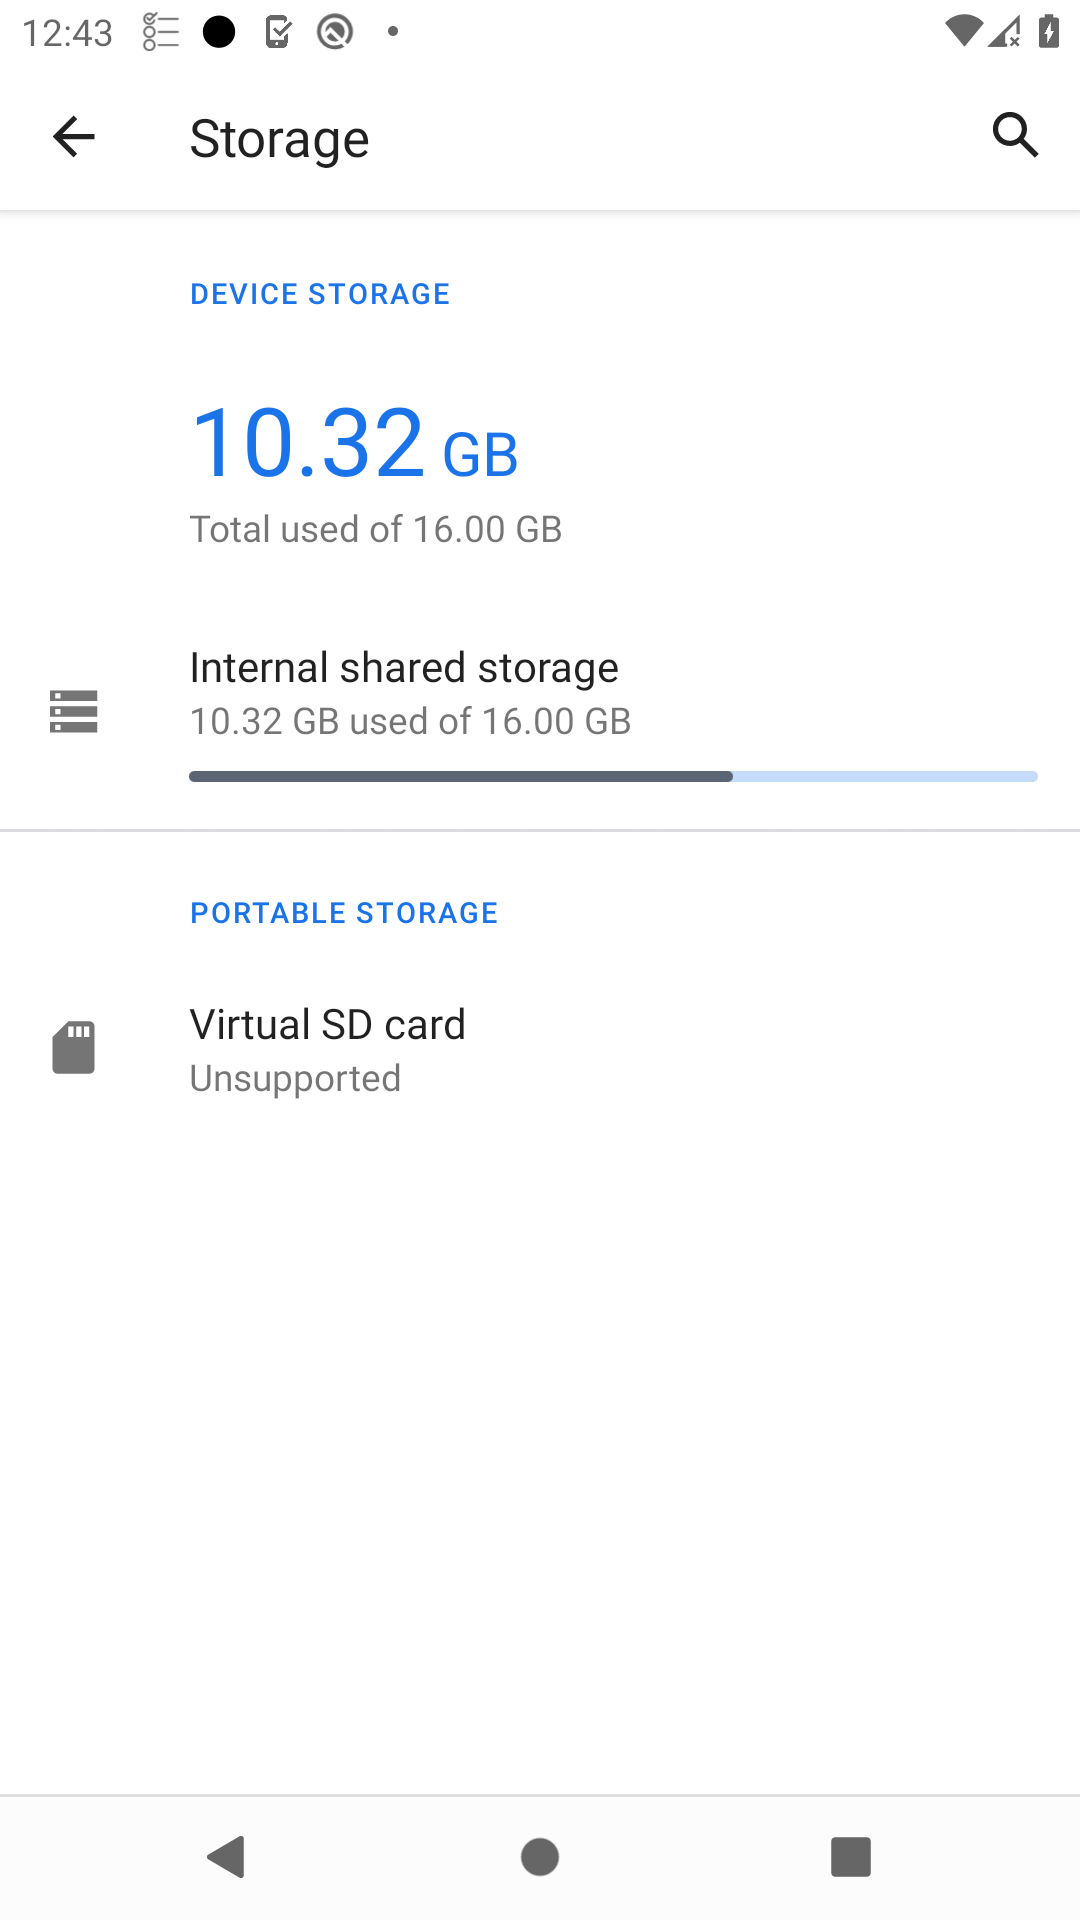 12:43
Storage
DEVICE STORAGE
10.32 GB
Total used of 16.00 GB
Internal shared storage
10.32 GB used of 16.00 GB
PORTABLE STORAGE
Virtual SD card
Unsupported